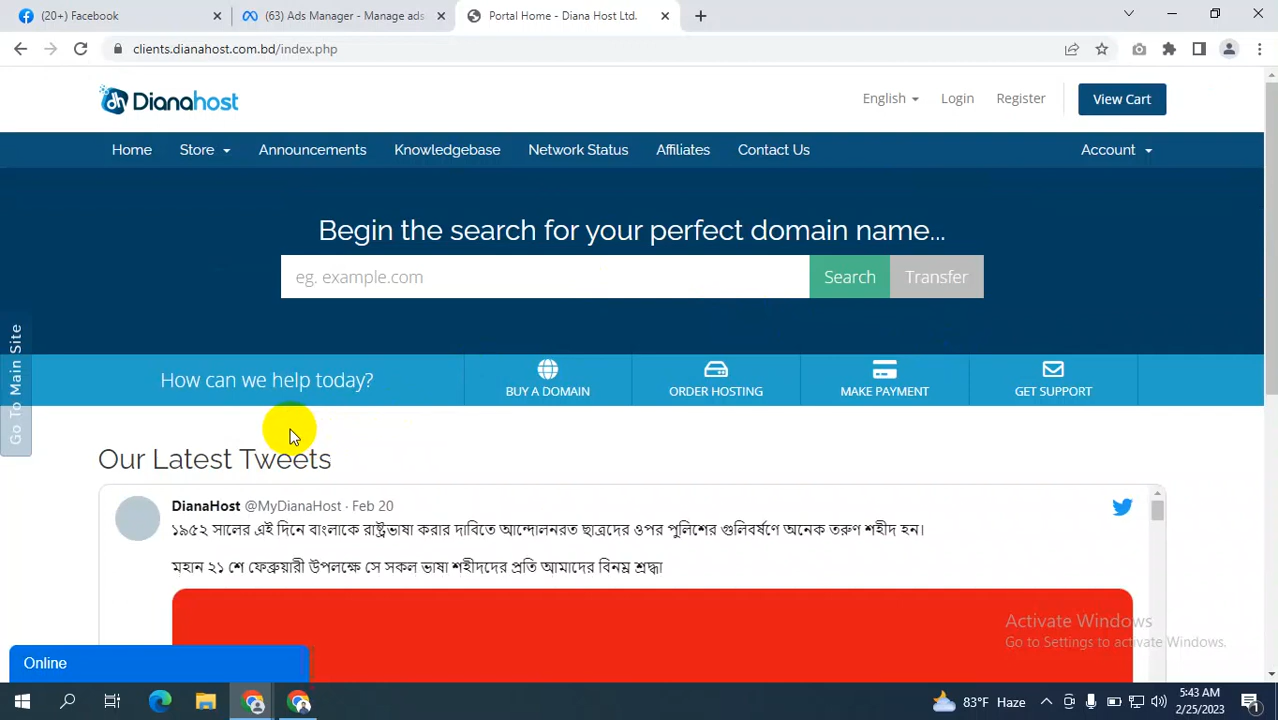 (20+) Facebook
(63) Ads Manager - Manage ads
Portal Home - Diana Host Ltd.
clients.dianahost.com.bd/index.php
Dianahost
English
Login
Register
View Cart
Home
Store
Announcements
Knowledgebase
Network Status
Affiliates
Contact Us
Account
Begin the search for your perfect domain name...
eg. example.com
Search
Transfer
Go To Main Site
How can we help today?
BUY A DOMAIN
ORDER HOSTING
MAKE PAYMENT
GET SUPPORT
Our Latest Tweets
DianaHost @MyDianaHost · Feb 20
১৯৫২ সালের এই দিনে বাংলাকে রাষ্ট্রভাষা করার দাবিতে আন্দোলনরত ছাত্রদের ওপর পুলিশের গুলিবর্ষণে অনেক তরুণ শহীদ হন।
মহান ২১ শে ফেব্রুয়ারী উপলক্ষে সে সকল ভাষা শহীদদের প্রতি আমাদের বিনম্র শ্রদ্ধা
Activate Windows
Go to Settings to activate Windows.
Online
83°F Haze
5:43 AM
2/25/2023
1